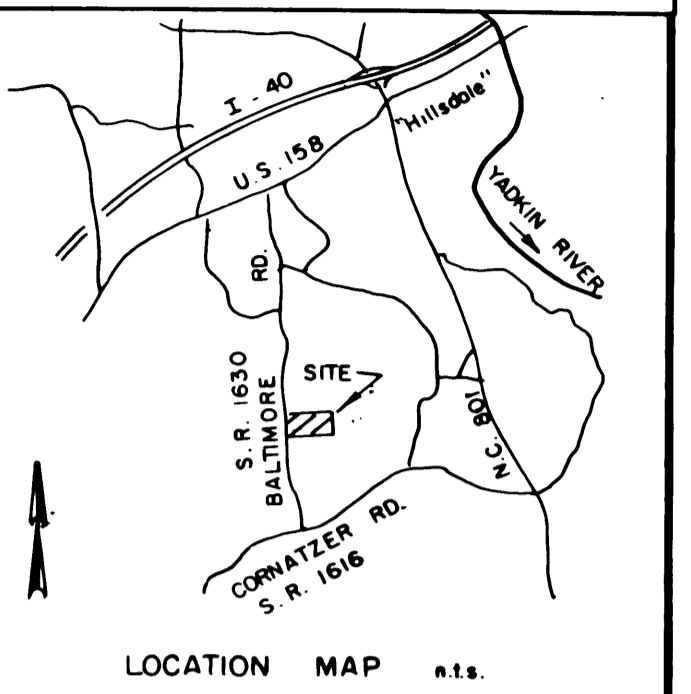 I - 40
"Hillsdale"
U.S. 158
YADKIN RIVER
RD.
S.R. 1630
BALTIMORE
SITE
N.C. 801
CORNATZER RD.
S.R. 1616
LOCATION MAP n.t.s.